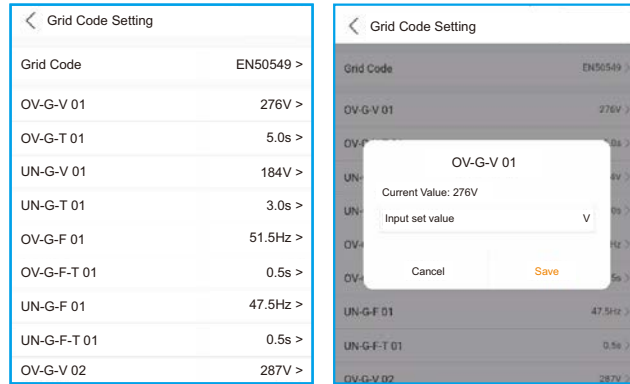 Grid Code Setting
Grid Code EN50549 >
OV-G-V 01 276V >
OV-G-T 01 5.0s >
UN-G-V 01 184V >
UN-G-T 01 3.0s >
OV-G-F 01 51.5Hz >
OV-G-F-T 01 0.5s >
UN-G-F 01 47.5Hz >
UN-G-F-T 01 0.5s >
OV-G-V 02 287V >
Grid Code Setting
Grid Code EN50549 >
OV-G-V 01 276V >
OV-G-V 01
Current Value: 276V
Input set value V
Cancel Save
UN-G-F 01 47.5Hz >
UN-G-F-T 01 0.5s >
OV-G-V 02 287V >